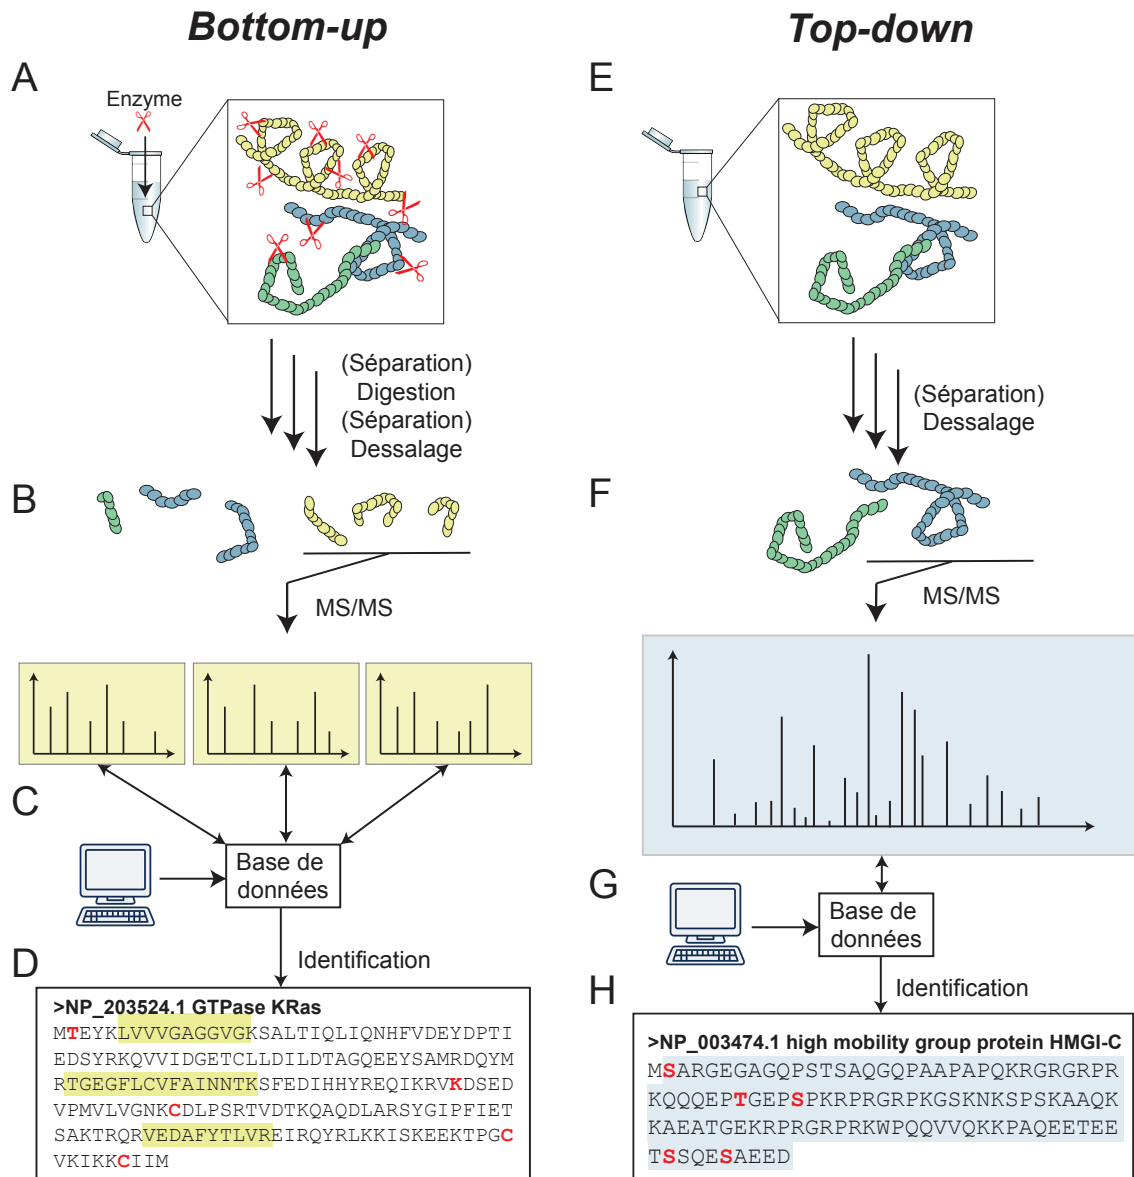 Bottom-up
A
Enzyme
(Séparation)
Digestion
(Séparation)
Dessalage
B
MS/MS
C
Base de
données
Identification
D
>NP_203524.1 GTPase KRas
MTEYKLVVVGAGGVGKSALTIQLIQNHFVDEYDPTI
EDSYRKQVVIDGETCLLDILDTAGQEEYSAMRDQYM
RTGEGFLCVFAINNTKSFEDIHHYREQIKRVKDSED
VPMVLVGNKCDLPSRTVDTKQAQDLARSYGIPFIET
SAKTRQRVEDAFYTLVREIRQYRLKKISKEEKTPGC
VKIKKCIIM
Top-down
E
(Séparation)
Dessalage
F
MS/MS
G
Base de
données
Identification
H
>NP_003474.1 high mobility group protein HMGI-C
MSARGEGAGQPSTSAQGQPAAPAPQKRGRGRPR
KQQQEPTGEPSPKRPRGRPKGSKNKSPSKAAQK
KAEATGEKRPRGRPRKWPQQVVQKKPAQEETEE
TSSQESAEED